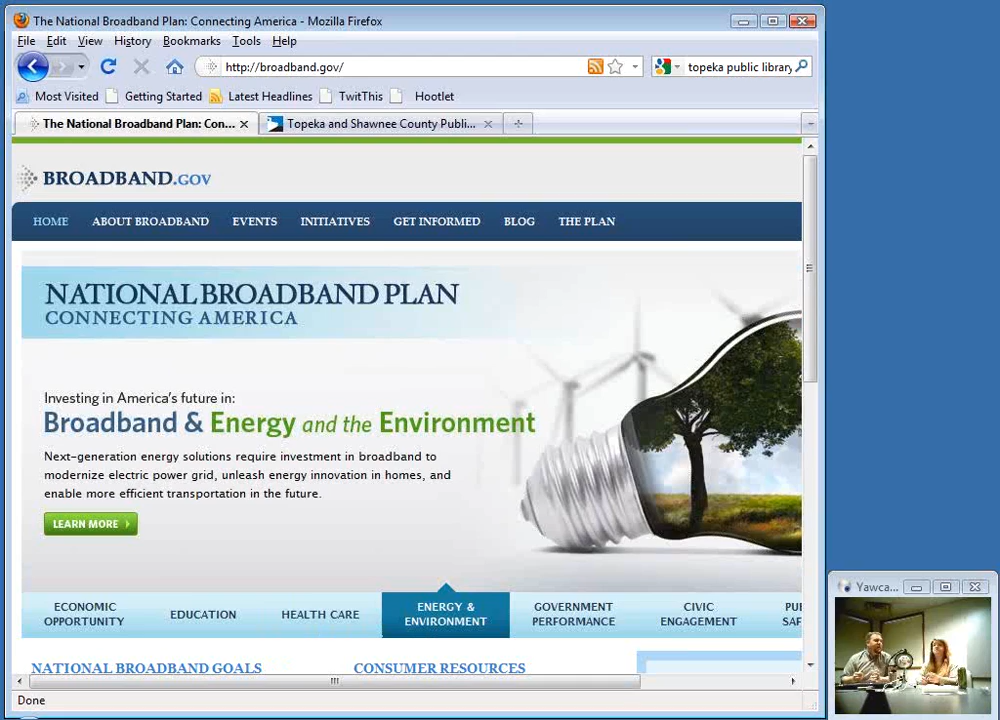 The National Broadband Plan: Connecting America - Mozilla Firefox
File Edit View History Bookmarks Tools Help
http://broadband.gov/
topeka public library
Most Visited Getting Started Latest Headlines TwitThis Hootlet
The National Broadband Plan: Con...
Topeka and Shawnee County Publi...
BROADBAND.GOV
HOME ABOUT BROADBAND EVENTS INITIATIVES GET INFORMED BLOG THE PLAN
NATIONAL BROADBAND PLAN
CONNECTING AMERICA
Investing in America's future in:
Broadband & Energy and the Environment
Next-generation energy solutions require investment in broadband to
modernize electric power grid, unleash energy innovation in homes, and
enable more efficient transportation in the future.
LEARN MORE
ECONOMIC
OPPORTUNITY
EDUCATION
HEALTH CARE
ENERGY &
ENVIRONMENT
GOVERNMENT
PERFORMANCE
CIVIC
ENGAGEMENT
PU
SAF
NATIONAL BROADBAND GOALS
CONSUMER RESOURCES
Done
Yawca...